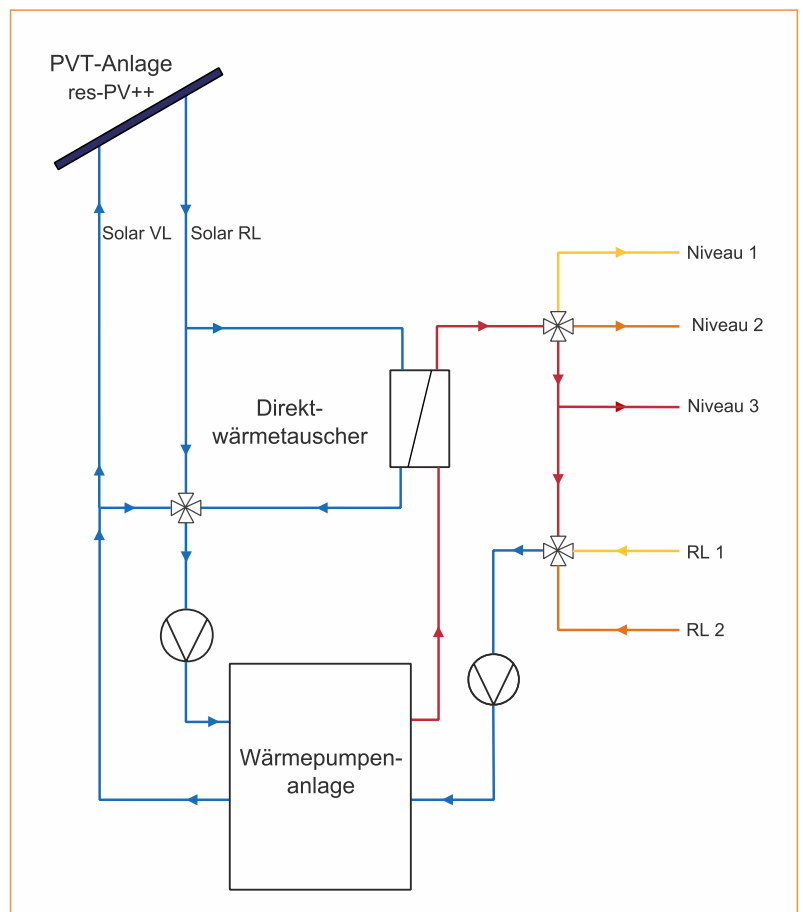 PVT-Anlage
res-PV++
Solar VL
Solar RL
Niveau 1
Niveau 2
Direkt-
wärmetauscher
Niveau 3
RL 1
RL 2
Wärmepumpen-
anlage